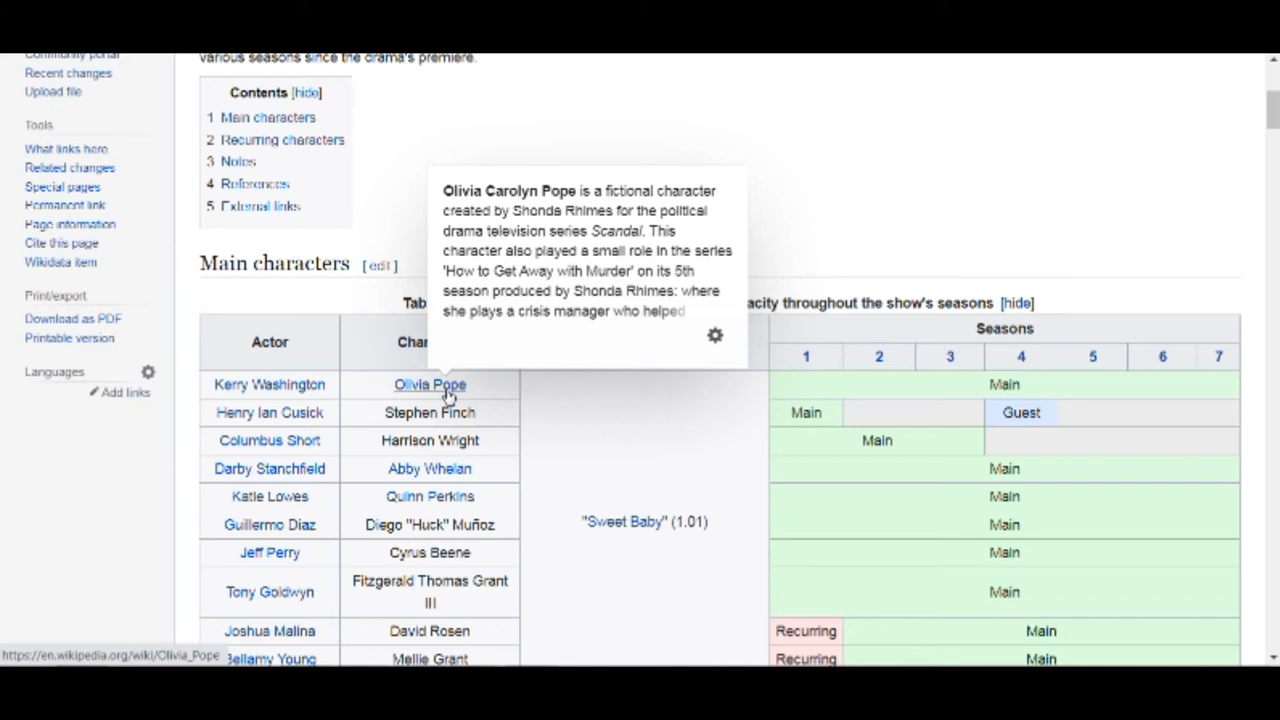 Community portal
Recent changes
Upload file
Tools
What links here
Related changes
Special pages
Permanent link
Page information
Cite this page
Wikidata item
Print/export
Download as PDF
Printable version
Languages
Add links
various seasons since the drama's premiere.
Contents [hide]
1 Main characters
2 Recurring characters
3 Notes
4 References
5 External links
Olivia Carolyn Pope is a fictional character
created by Shonda Rhimes for the political
drama television series Scandal. This
character also played a small role in the series
'How to Get Away with Murder' on its 5th
season produced by Shonda Rhimes: where
she plays a crisis manager who helped
Main characters [ edit ]
Tab acity throughout the show's seasons [hide]
Actor Char Seasons
1 2 3 4 5 6 7
Kerry Washington Olivia Pope Main
Henry Ian Cusick Stephen Finch Main Guest
Columbus Short Harrison Wright Main
Darby Stanchfield Abby Whelan Main
Katie Lowes Quinn Perkins Main
"Sweet Baby" (1.01)
Guillermo Diaz Diego "Huck" Muñoz Main
Jeff Perry Cyrus Beene Main
Tony Goldwyn Fitzgerald Thomas Grant III Main
Joshua Malina David Rosen Recurring Main
Bellamy Young Mellie Grant Recurring Main
https://en.wikipedia.org/wiki/Olivia_Pope